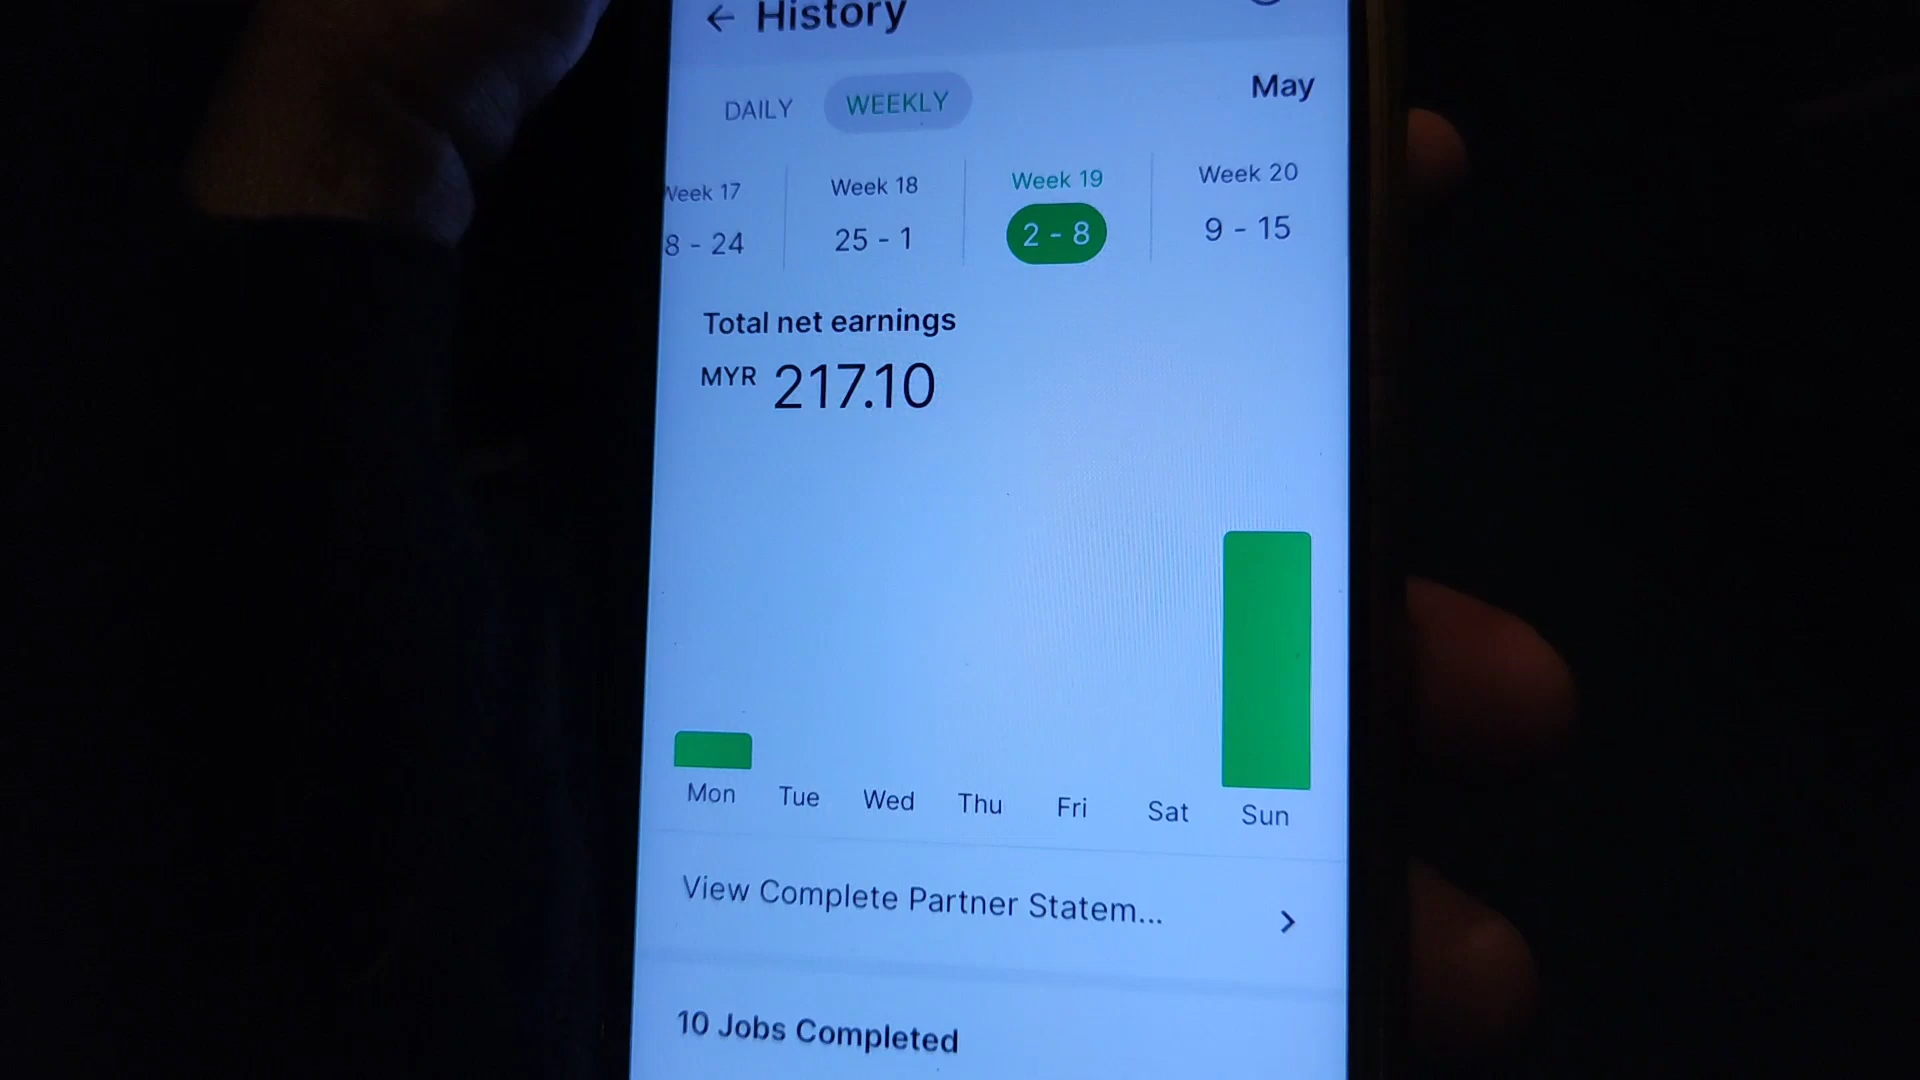 History
DAILY WEEKLY May
Week 17 Week 18 Week 19 Week 20
8 - 24 25 - 1 2 - 8 9 - 15
Total net earnings
MYR 217.10
Mon Tue Wed Thu Fri Sat Sun
View Complete Partner Statem...
10 Jobs Completed